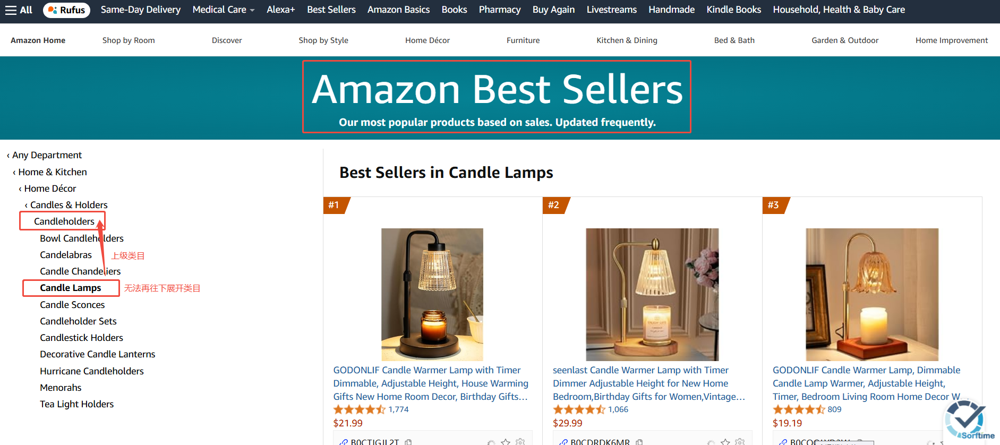 All
Rufus
Same-Day Delivery
Medical Care
Alexa+
Best Sellers
Amazon Basics
Books
Pharmacy
Buy Again
Livestreams
Handmade
Kindle Books
Household, Health & Baby Care
Amazon Home
Shop by Room
Discover
Shop by Style
Home Décor
Furniture
Kitchen & Dining
Bed & Bath
Garden & Outdoor
Home Improvement
Amazon Best Sellers
Our most popular products based on sales. Updated frequently.
‹ Any Department
‹ Home & Kitchen
‹ Home Décor
‹ Candles & Holders
Candleholders
Bowl Candleholders
Candelabras
上级类目
Candle Chandeliers
Candle Lamps
无法再往下展开类目
Candle Sconces
Candleholder Sets
Candlestick Holders
Decorative Candle Lanterns
Hurricane Candleholders
Menorahs
Tea Light Holders
Best Sellers in Candle Lamps
#1
GODONLIF Candle Warmer Lamp with Timer
Dimmable, Adjustable Height, House Warming
Gifts New Home Room Decor, Birthday Gifts…
1,774
$21.99
B0CTJGJL2T
#2
seenlast Candle Warmer Lamp with Timer
Dimmer Adjustable Height for New Home
Bedroom,Birthday Gifts for Women,Vintage…
1,066
$29.99
B0CDRDK6MR
#3
GODONLIF Candle Warmer Lamp, Dimmable
Candle Lamp Warmer, Adjustable Height,
Timer, Bedroom Living Room Home Decor W…
809
$19.19
Sorftime